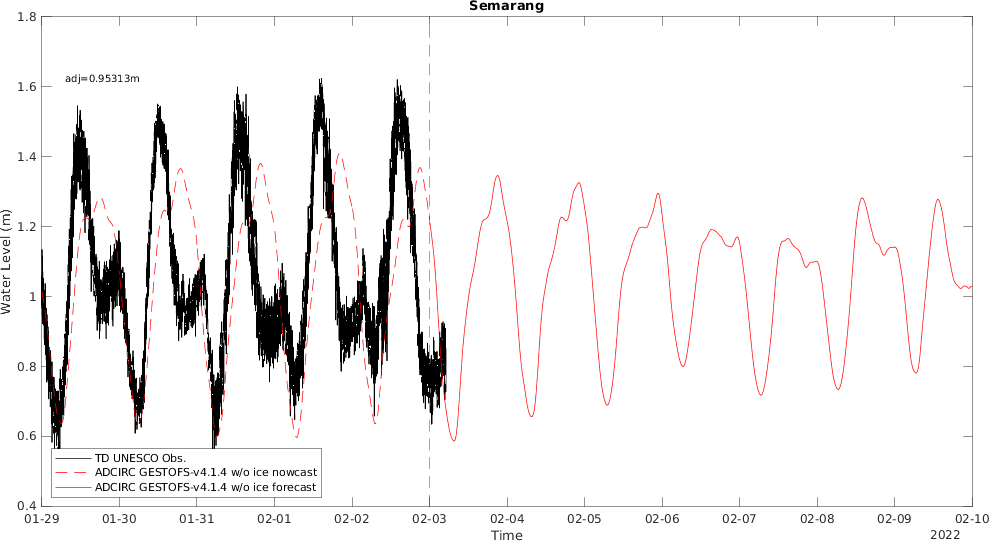 Semarang
1.8
1.6
1.4
1.2
1
0.8
0.6
0.4
Water Level (m)
adj=0.95313m
TD UNESCO Obs.
ADCIRC GESTOFS-v4.1.4 w/o ice nowcast
ADCIRC GESTOFS-v4.1.4 w/o ice forecast
01-29 01-30 01-31 02-01 02-02 02-03 02-04 02-05 02-06 02-07 02-08 02-09 02-10
Time
2022